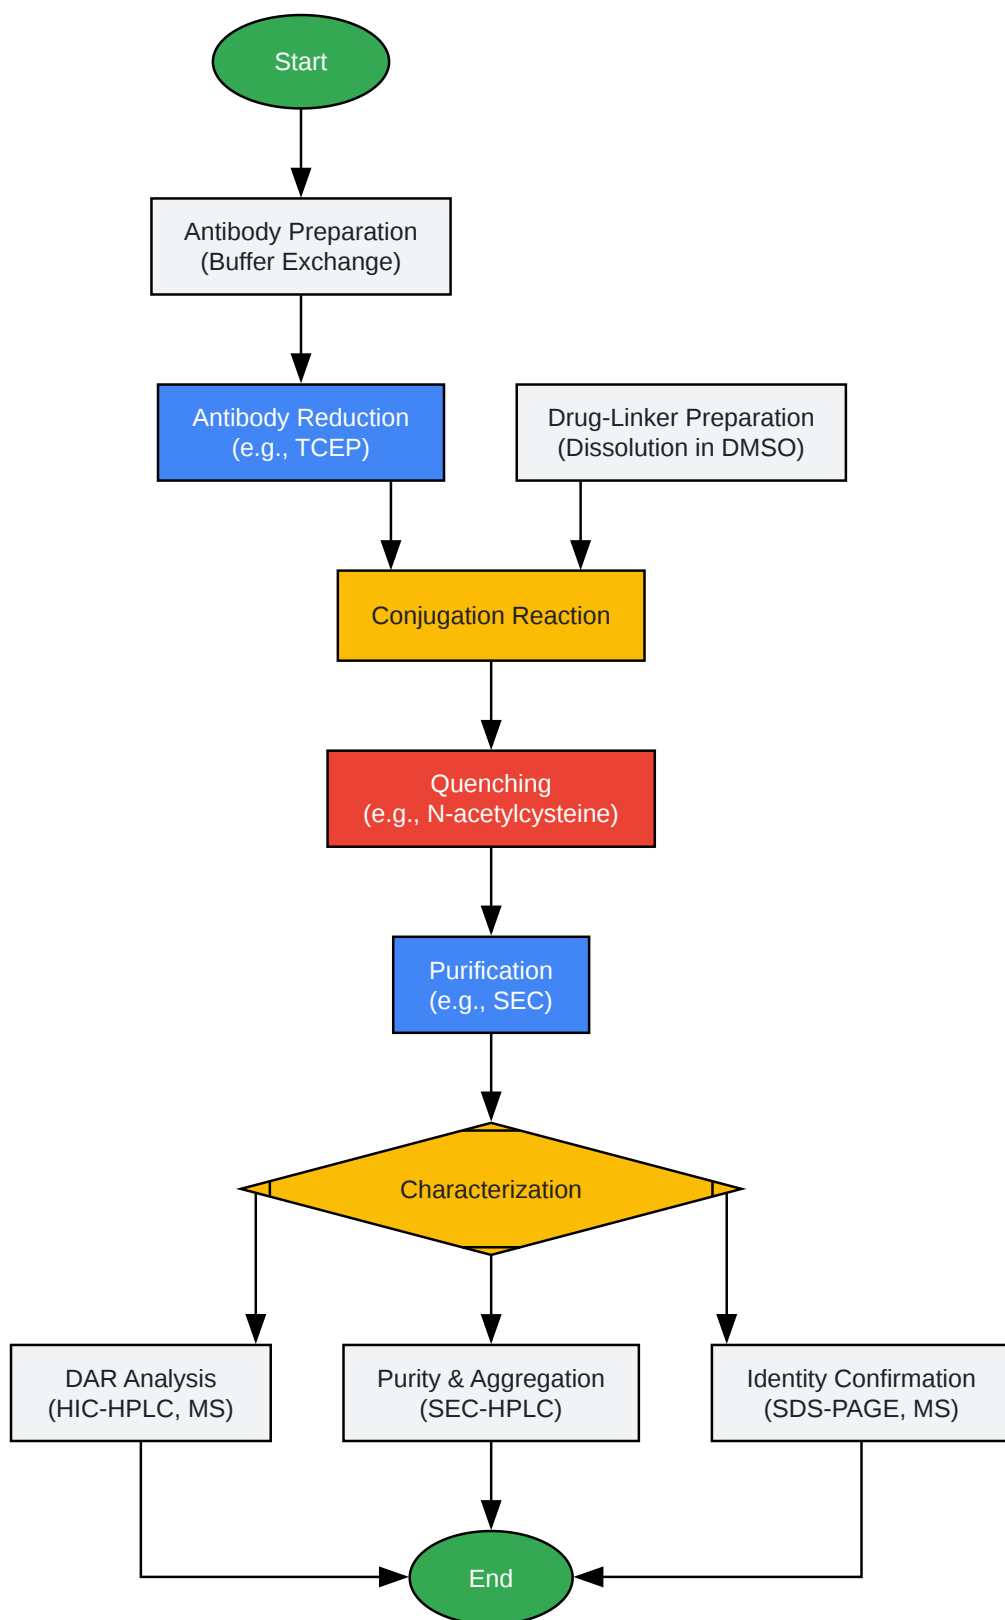 Start
Antibody Preparation
(Buffer Exchange)
Antibody Reduction
(e.g., TCEP)
Drug-Linker Preparation
(Dissolution in DMSO)
Conjugation Reaction
Quenching
(e.g., N-acetylcysteine)
Purification
(e.g., SEC)
Characterization
DAR Analysis
(HIC-HPLC, MS)
Purity & Aggregation
(SEC-HPLC)
Identity Confirmation
(SDS-PAGE, MS)
End